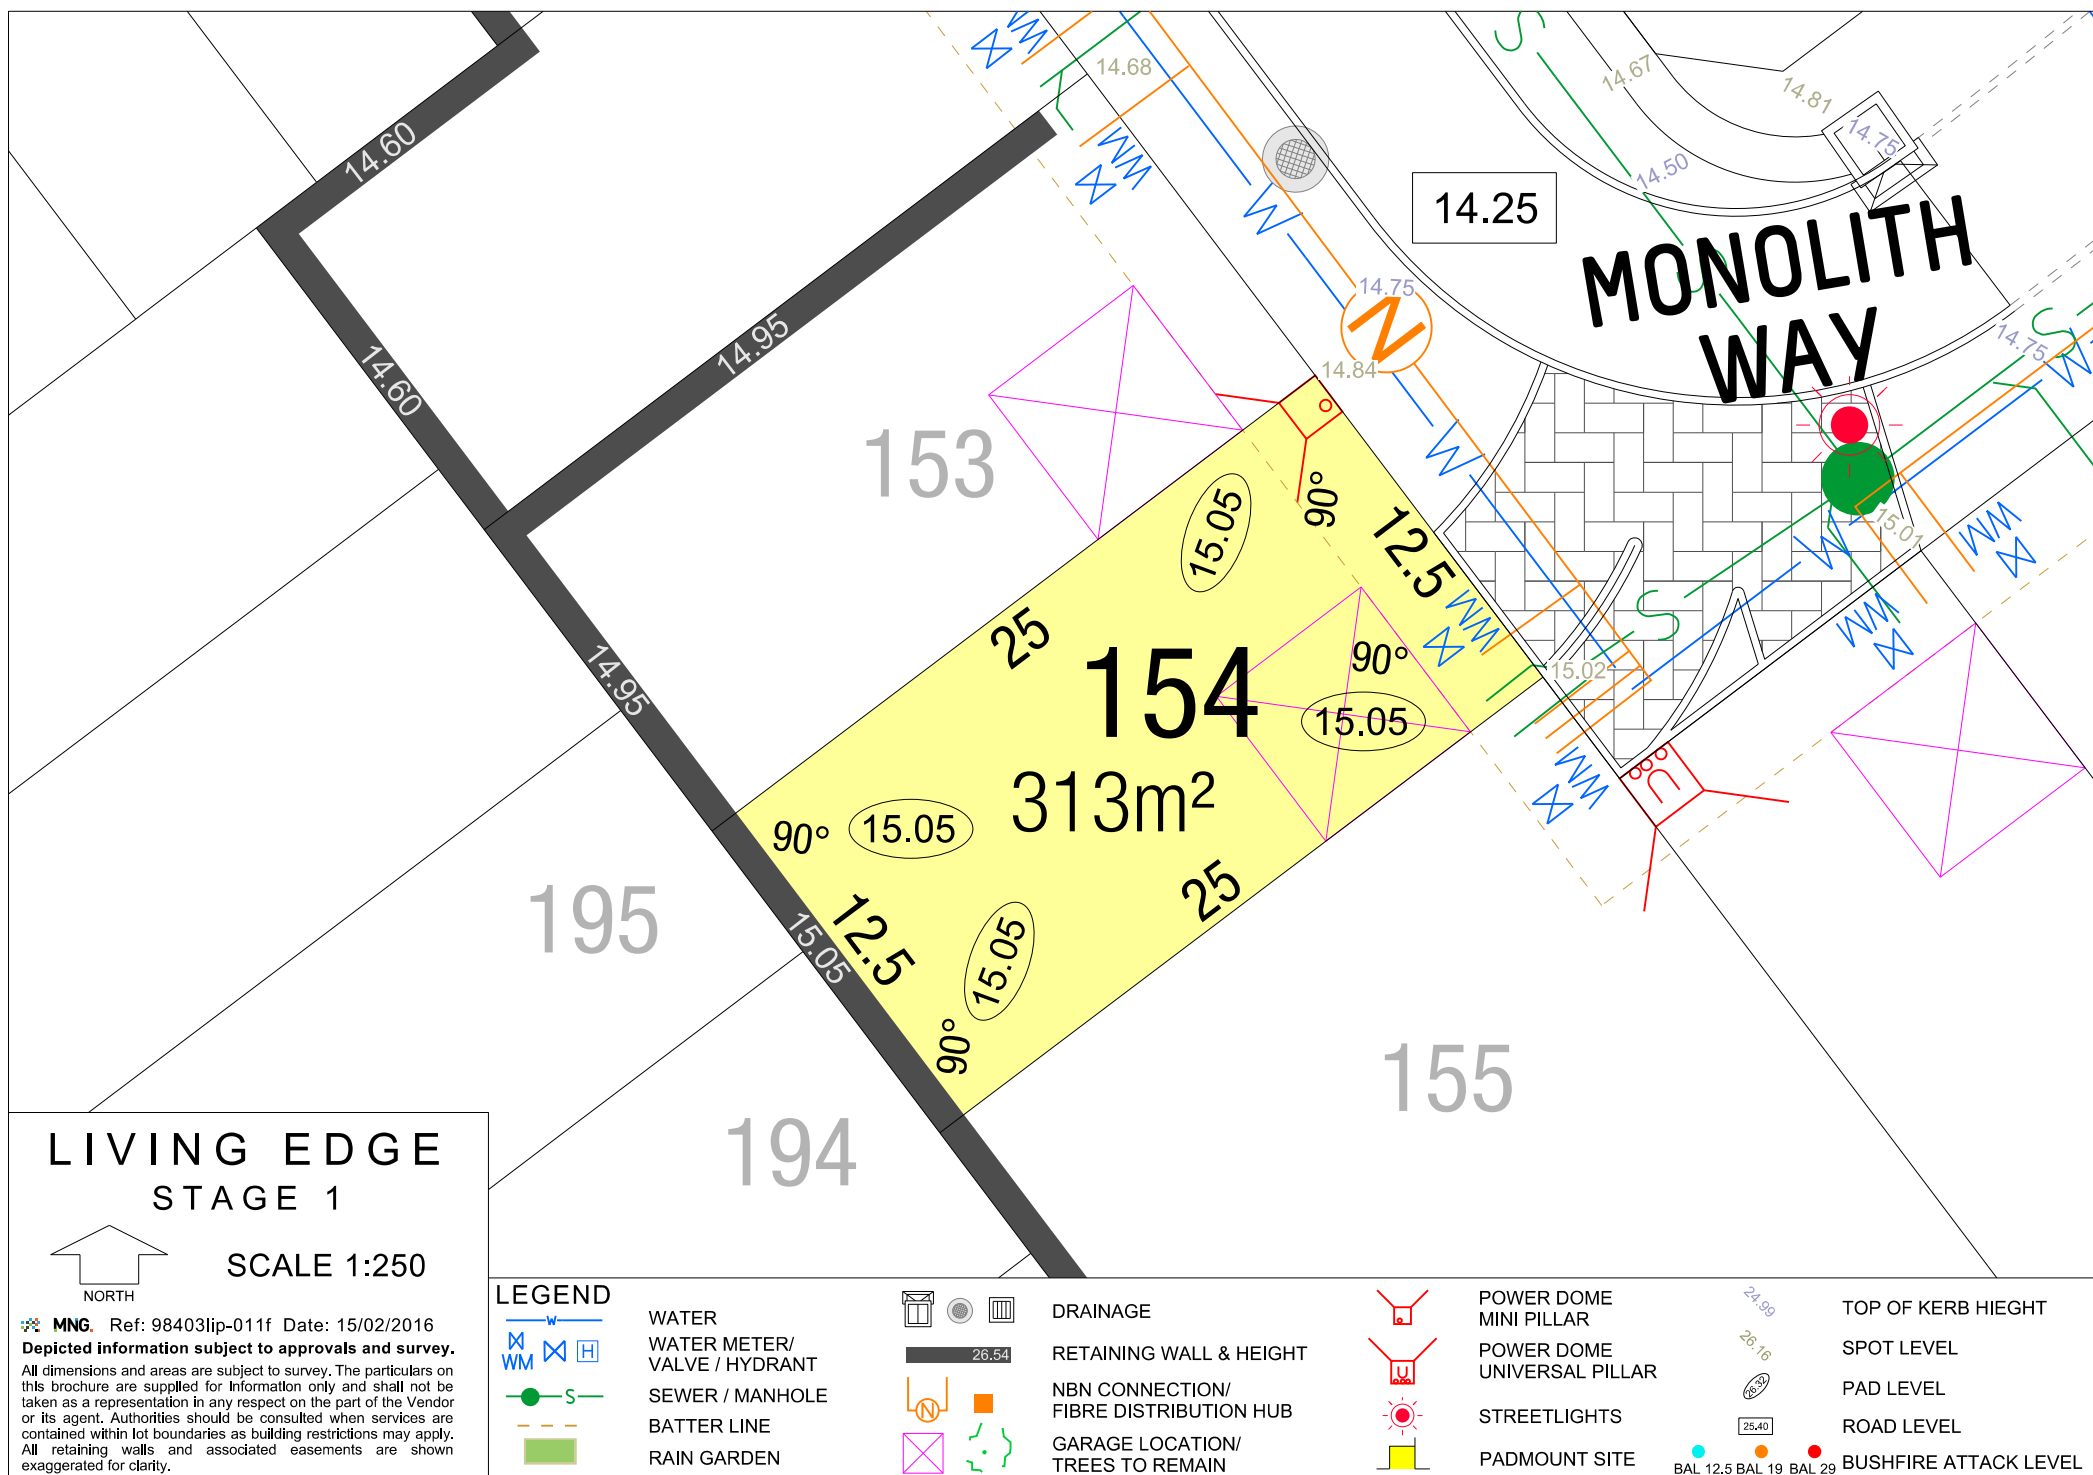 WM
WM
14.68
S
14.67
14.81
14.75
14.50
14.60
W
14.25
MONOLITH
WAY
S
14.75
N
14.84
14.75
S
W
14.95
14.60
153
W
15.05
90°
12.5
15.01
W
WM
WM
WM
S
15.02
WM
25
154
90°
15.05
313m²
14.95
90°
15.05
25
195
12.5
15.05
15.05
90°
155
194
LIVING EDGE
STAGE 1
SCALE 1:250
NORTH
MNG. Ref: 98403lip-011f Date: 15/02/2016
Depicted information subject to approvals and survey.
All dimensions and areas are subject to survey. The particulars on
this brochure are supplied for information only and shall not be
taken as a representation in any respect on the part of the Vendor
or its agent. Authorities should be consulted when services are
contained within lot boundaries as building restrictions may apply.
All retaining walls and associated easements are shown
exaggerated for clarity.
LEGEND
W
WATER
WM
H
WATER METER/
VALVE / HYDRANT
S
SEWER / MANHOLE
BATTER LINE
RAIN GARDEN
DRAINAGE
26.54
RETAINING WALL & HEIGHT
N
NBN CONNECTION/
FIBRE DISTRIBUTION HUB
GARAGE LOCATION/
TREES TO REMAIN
POWER DOME
MINI PILLAR
U
POWER DOME
UNIVERSAL PILLAR
STREETLIGHTS
PADMOUNT SITE
24.99
TOP OF KERB HIEGHT
26.16
SPOT LEVEL
26.32
PAD LEVEL
25.40
ROAD LEVEL
BAL 12.5 BAL 19 BAL 29
BUSHFIRE ATTACK LEVEL